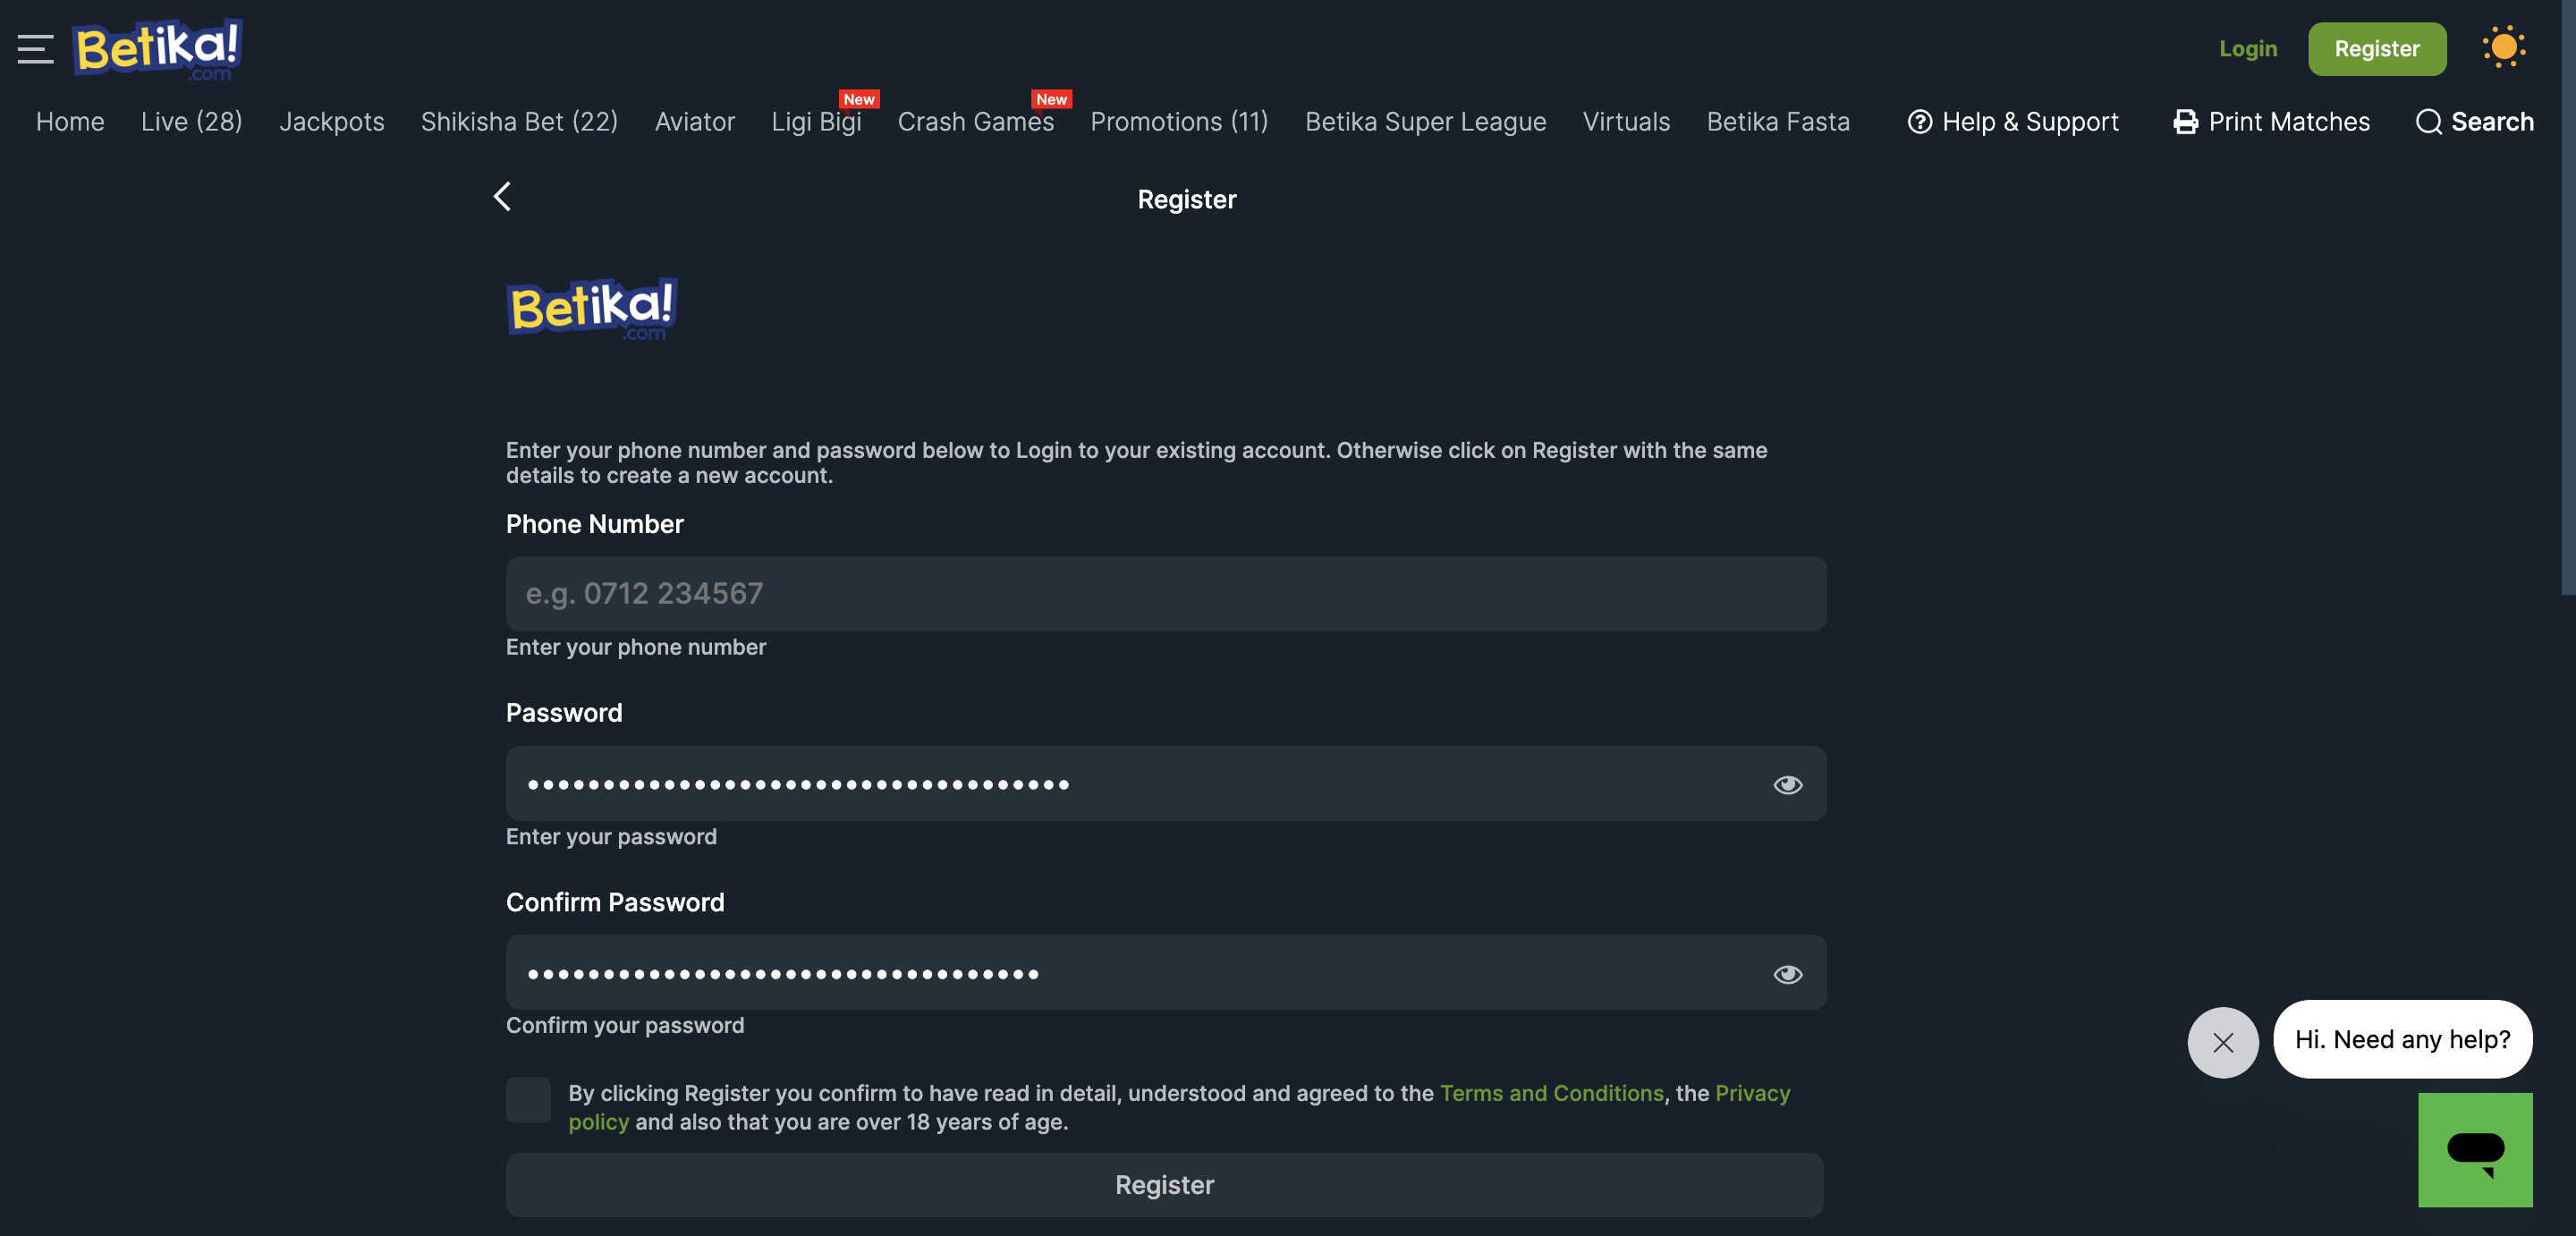 Betika!
.com
Login
Register
Home
Live (28)
Jackpots
Shikisha Bet (22)
Aviator
Ligi Bigi
New
Crash Games
New
Promotions (11)
Betika Super League
Virtuals
Betika Fasta
Help & Support
Print Matches
Search
Register
Betika!
.com
Enter your phone number and password below to Login to your existing account. Otherwise click on Register with the same
details to create a new account.
Phone Number
e.g. 0712 234567
Enter your phone number
Password
••••••••••••••••••••••••••••••••••••
Enter your password
Confirm Password
••••••••••••••••••••••••••••••••••
Confirm your password
By clicking Register you confirm to have read in detail, understood and agreed to the Terms and Conditions, the Privacy
policy and also that you are over 18 years of age.
Register
Hi. Need any help?